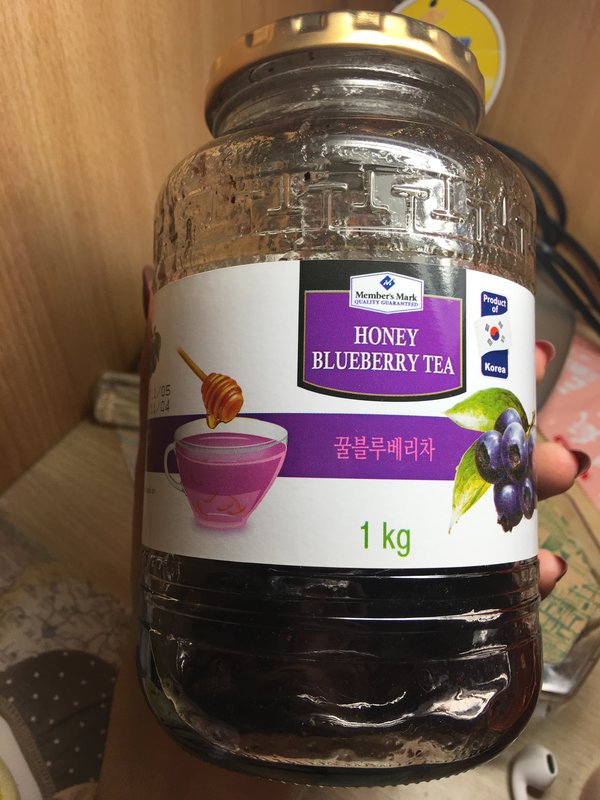 Member's Mark
QUALITY GUARANTEED
HONEY
BLUEBERRY TEA
Product
of
Korea
꿀블루베리차
1 kg